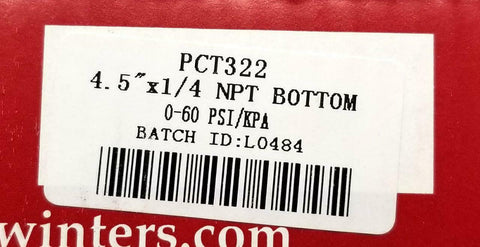 PCT322
4.5"x1/4 NPT BOTTOM
0-60 PSI/KPA
BATCH ID:L0484
winters.com